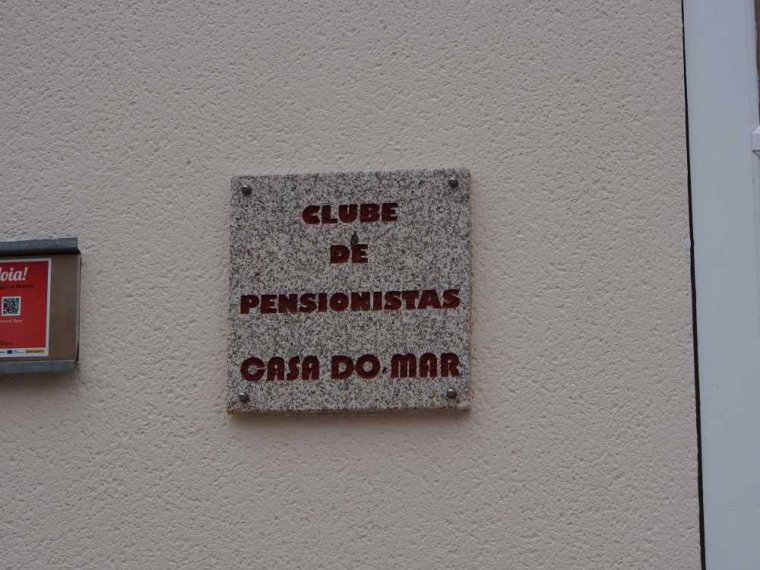 CLUBE
DE
PENSIONISTAS
CASA DO MAR